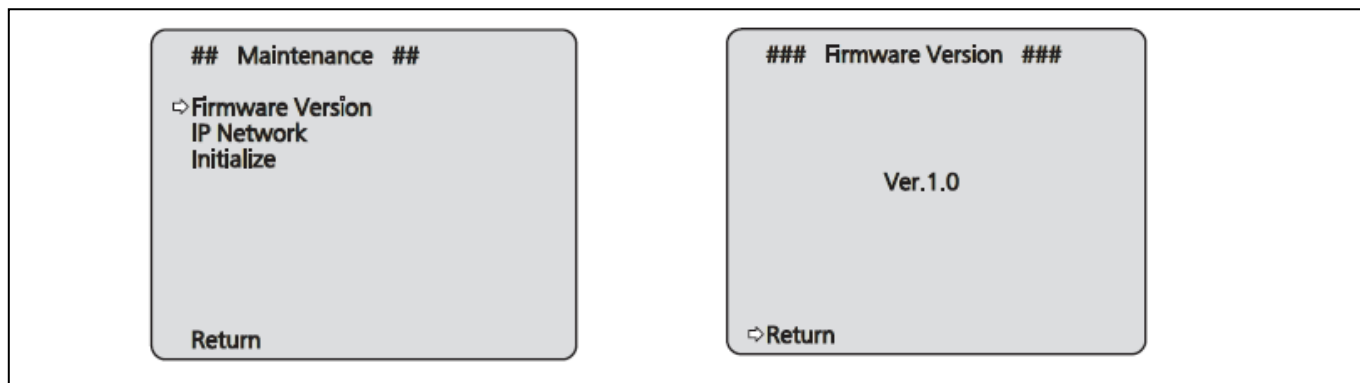 ## Maintenance ##
⇨Firmware Version
IP Network
Initialize
Return
### Firmware Version ###
Ver.1.0
⇨Return